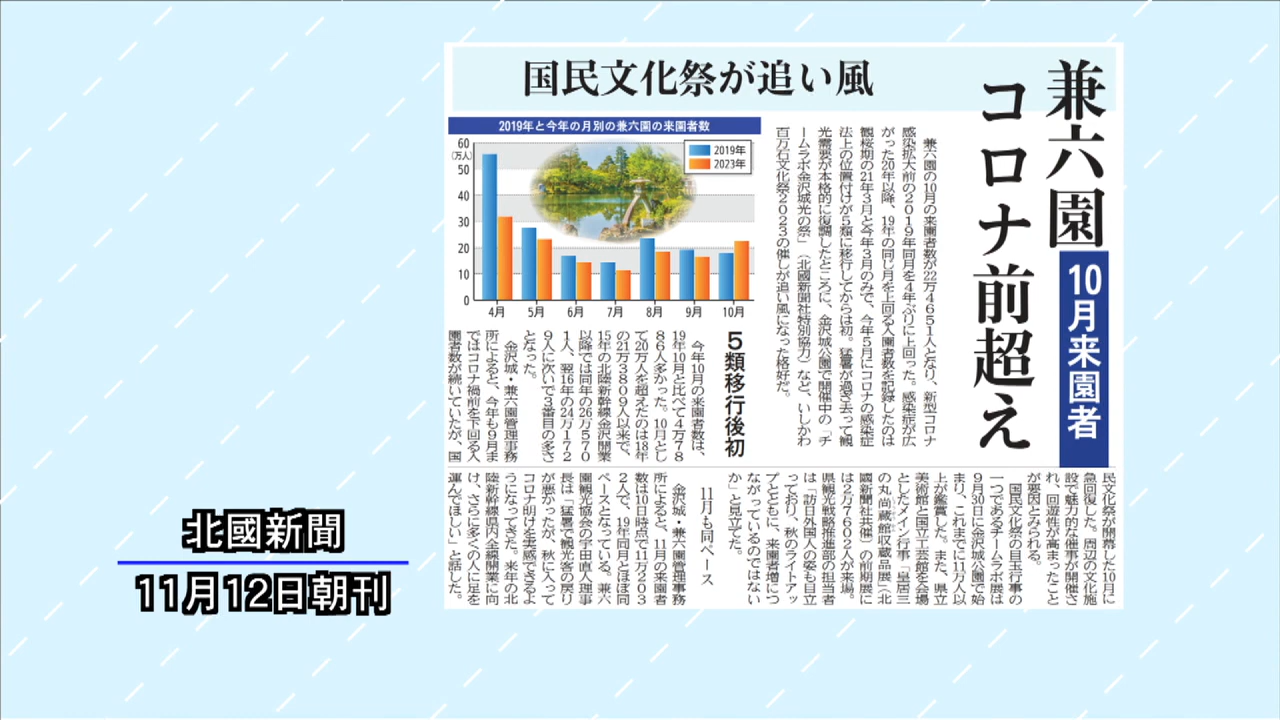 国民文化祭が追い風
兼六園
10月来園者
コロナ前超え
2019年と今年の月別の兼六園の来園者数
60
(万人)
50
40
30
20
10
0
2019年
2023年
4月
5月
6月
7月
8月
9月
10月
兼六園の10月の来園者数が22万4651人となり、新型コロナ
感染拡大前の2019年同月を4年ぶりに上回った。感染症が広
がった20年以降、19年の同じ月を上回る入園者数を記録したのは
観桜期の21年3月と今年3月のみで、今年5月にコロナの感染症
法上の位置付けが5類に移行してからは初。猛暑が過ぎ去って観
光需要が本格的に復調したところに、金沢城公園で開催中の「チ
ームラボ金沢城光の祭」（北國新聞社特別協力）など、いしかわ
百万石文化祭2023の催しが追い風になった格好だ。
5類移行後初
今年10月の来園者数は、
19年10月と比べて4万78
86人多かった。10月とし
て20万人を超えたのは18年
の21万3809人以来で、
15年の北陸新幹線金沢開業
以降では同年の26万570
1人、翌16年の24万172
9人に次いで3番目の多さ
となった。
金沢城・兼六園管理事務
所によると、今年も9月ま
ではコロナ禍前を下回る入
園者数が続いていたが、国
民文化祭が開幕した10月に
急回復した。周辺の文化施
設で魅力的な催事が開催さ
れ、回遊性が高まったこと
が要因とみられる。
国民文化祭の目玉行事の
一つであるチームラボ展は
9月30日に金沢城公園で始
まり、これまでに11万人以
上が鑑賞した。また、県立
美術館と国立工芸館を会場
としたメイン行事「皇居三
の丸尚蔵館収蔵品展」（北
國新聞社共催）の前期展に
は2万7602人が来場。
県観光戦略推進部の担当者
は「訪日外国人の姿も目立
っており、秋のライトアッ
プとともに、来園者増につ
ながっているのではない
か」と見立てた。
11月も同ペース
金沢城・兼六園管理事務
所によると、11月の来園者
数は10日時点で11万203
2人で、19年同月とほぼ同
ペースとなっている。兼六
園観光協会の宇田直人理事
長は「猛暑で観光客の戻り
が悪かったが、秋に入って
コロナ明けを実感できるよ
うになってきた。来年の北
陸新幹線県内全線開業に向
け、さらに多くの人に足を
運んでほしい」と話した。
北國新聞
11月12日朝刊